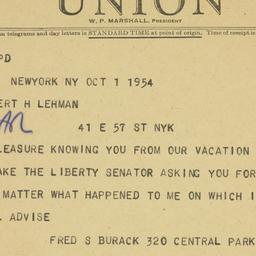 UNION
W. P. MARSHALL, PRESIDENT
on telegrams and day letters is STANDARD TIME at point of origin. Time of receipt is
PD
NEWYORK NY OCT 1 1954
ERT H LEHMAN
41 E 57 ST NYK
LEASURE KNOWING YOU FROM OUR VACATION
AKE THE LIBERTY SENATOR ASKING YOU FOR
MATTER WHAT HAPPENED TO ME ON WHICH I
ADVISE
FRED S BURACK 320 CENTRAL PARK